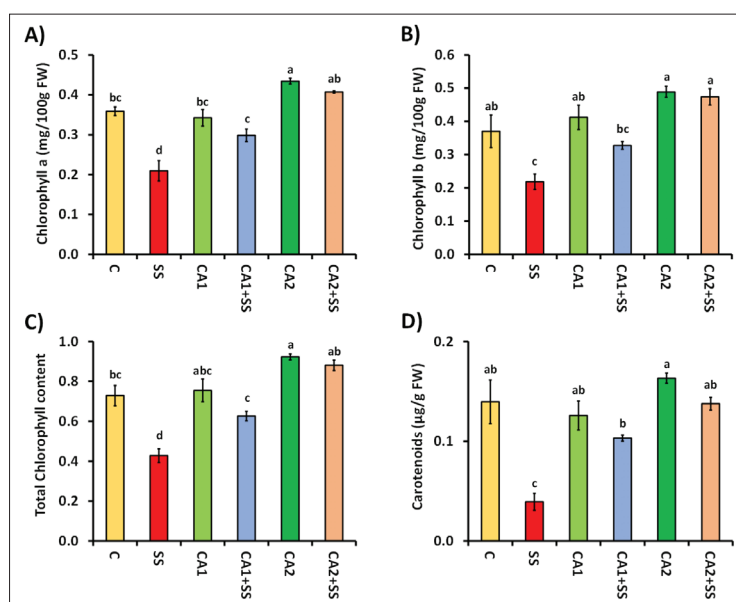 A)
Chlorophyll a (mg/100g FW)
0.5
0.4
0.3
0.2
0.1
0.0
bc
d
bc
c
a
ab
C
SS
CA1
CA1+SS
CA2
CA2+SS
B)
Chlorophyll b (mg/100g FW)
0.6
0.5
0.4
0.3
0.2
0.1
0.0
ab
c
ab
bc
a
a
C
SS
CA1
CA1+SS
CA2
CA2+SS
C)
Total Chlorophyll content
1.0
0.8
0.6
0.4
0.2
0.0
bc
d
abc
c
a
ab
C
SS
CA1
CA1+SS
CA2
CA2+SS
D)
Carotenoids (µg/g FW)
0.2
0.1
0.0
ab
c
ab
b
a
ab
C
SS
CA1
CA1+SS
CA2
CA2+SS